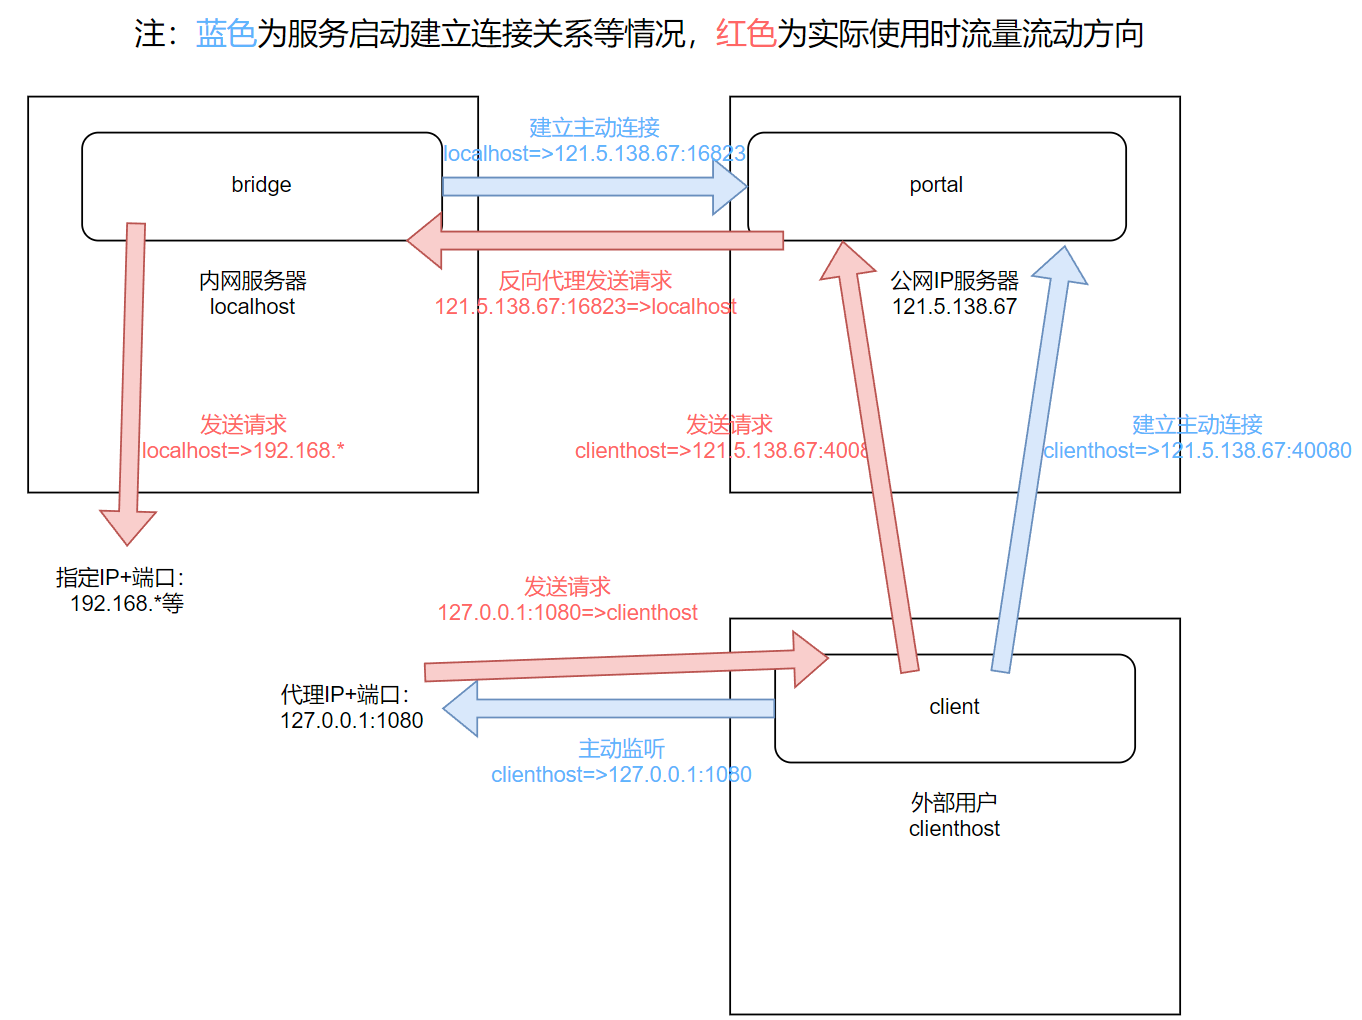 注：蓝色为服务启动建立连接关系等情况，红色为实际使用时流量流动方向
建立主动连接
localhost=>121.5.138.67:16823
bridge
portal
反向代理发送请求
121.5.138.67:16823=>localhost
内网服务器
localhost
公网IP服务器
121.5.138.67
发送请求
localhost=>192.168.*
发送请求
clienthost=>121.5.138.67:4008
建立主动连接
clienthost=>121.5.138.67:40080
指定IP+端口：
192.168.*等
发送请求
127.0.0.1:1080=>clienthost
代理IP+端口：
127.0.0.1:1080
client
主动监听
clienthost=>127.0.0.1:1080
外部用户
clienthost